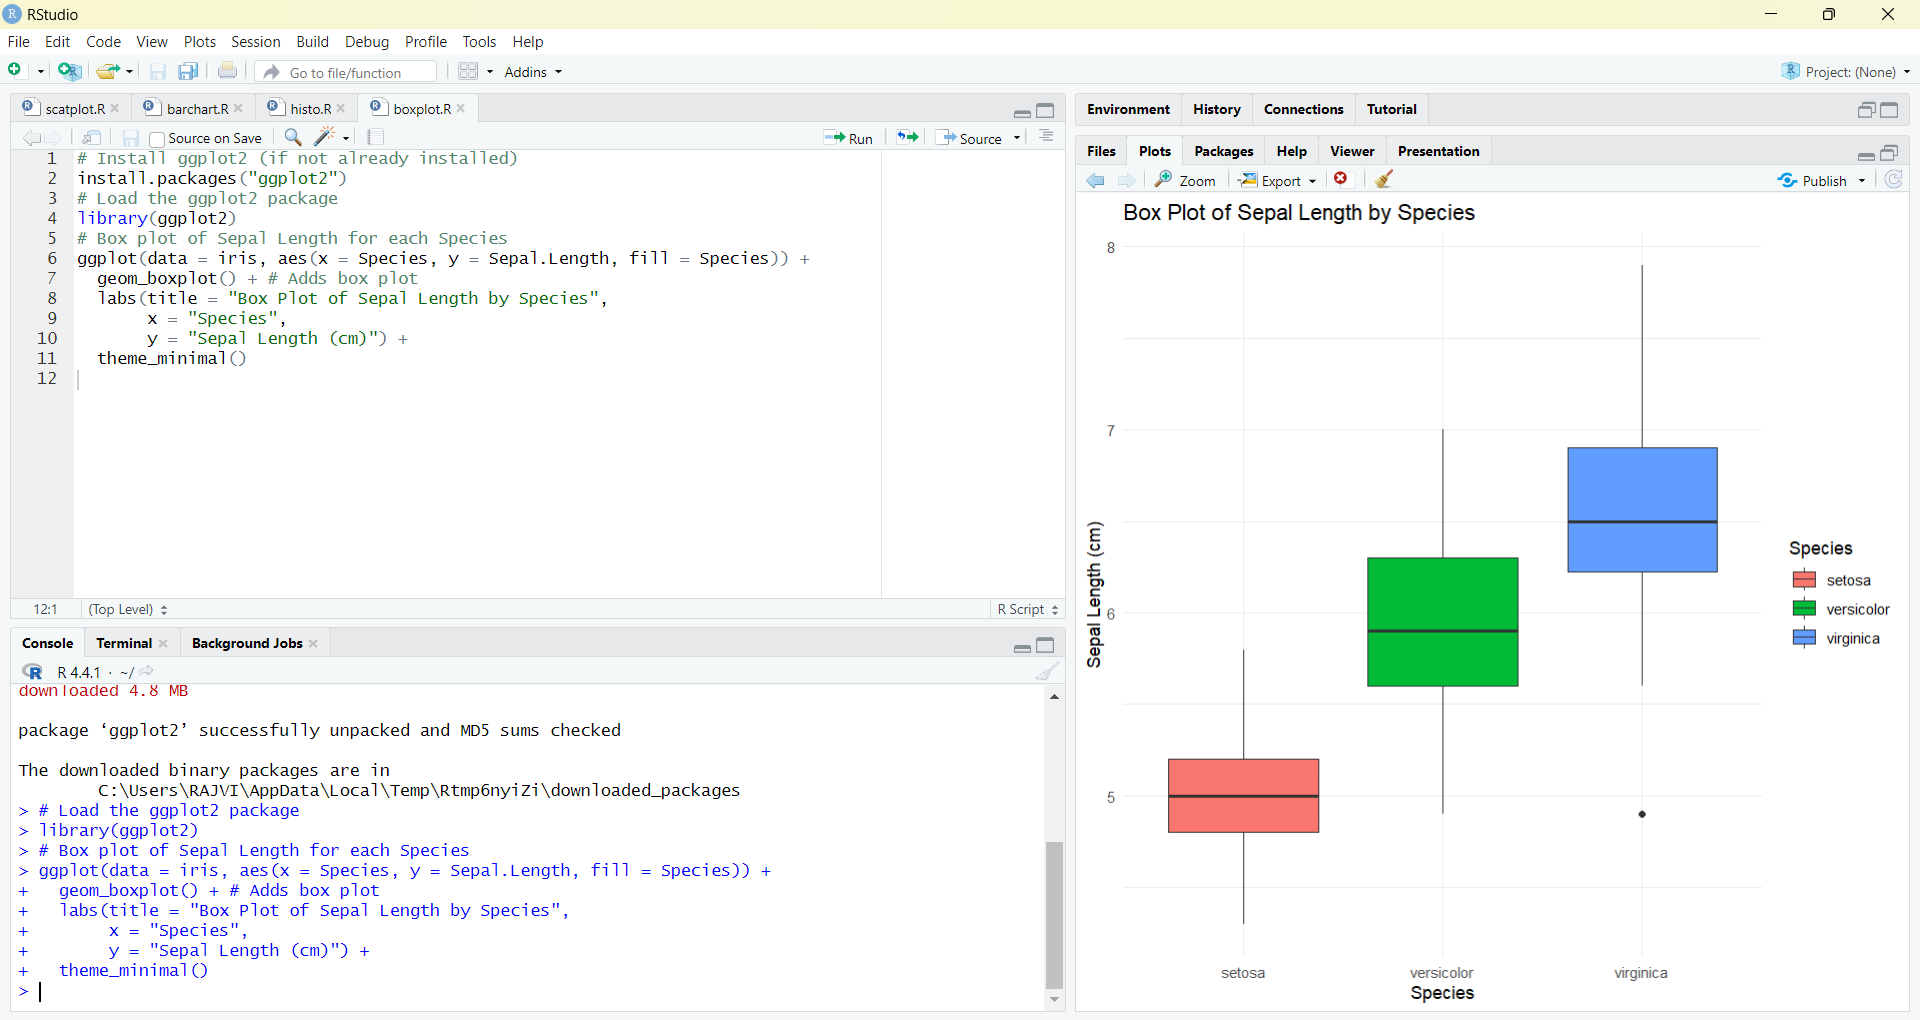 RStudio
File Edit Code View Plots Session Build Debug Profile Tools Help
Go to file/function Addins Project: (None)
scatplot.R barchart.R histo.R boxplot.R
Source on Save Run Source
1 # Install ggplot2 (if not already installed)
2 install.packages("ggplot2")
3 # Load the ggplot2 package
4 library(ggplot2)
5 # Box plot of Sepal Length for each Species
6 ggplot(data = iris, aes(x = Species, y = Sepal.Length, fill = Species)) +
7 geom_boxplot() + # Adds box plot
8 labs(title = "Box Plot of Sepal Length by Species",
9 x = "Species",
10 y = "Sepal Length (cm)") +
11 theme_minimal()
12
12:1 (Top Level) R Script
Console Terminal Background Jobs
R 4.4.1 · ~/
downloaded 4.8 MB
package ‘ggplot2’ successfully unpacked and MD5 sums checked
The downloaded binary packages are in
C:\Users\RAJVI\AppData\Local\Temp\Rtmp6nyiZi\downloaded_packages
> # Load the ggplot2 package
> library(ggplot2)
> # Box plot of Sepal Length for each Species
> ggplot(data = iris, aes(x = Species, y = Sepal.Length, fill = Species)) +
+ geom_boxplot() + # Adds box plot
+ labs(title = "Box Plot of Sepal Length by Species",
+ x = "Species",
+ y = "Sepal Length (cm)") +
+ theme_minimal()
>
Environment History Connections Tutorial
Files Plots Packages Help Viewer Presentation
Zoom Export Publish
Box Plot of Sepal Length by Species
8
7
6
5
Sepal Length (cm)
setosa versicolor virginica
Species
Species
setosa
versicolor
virginica